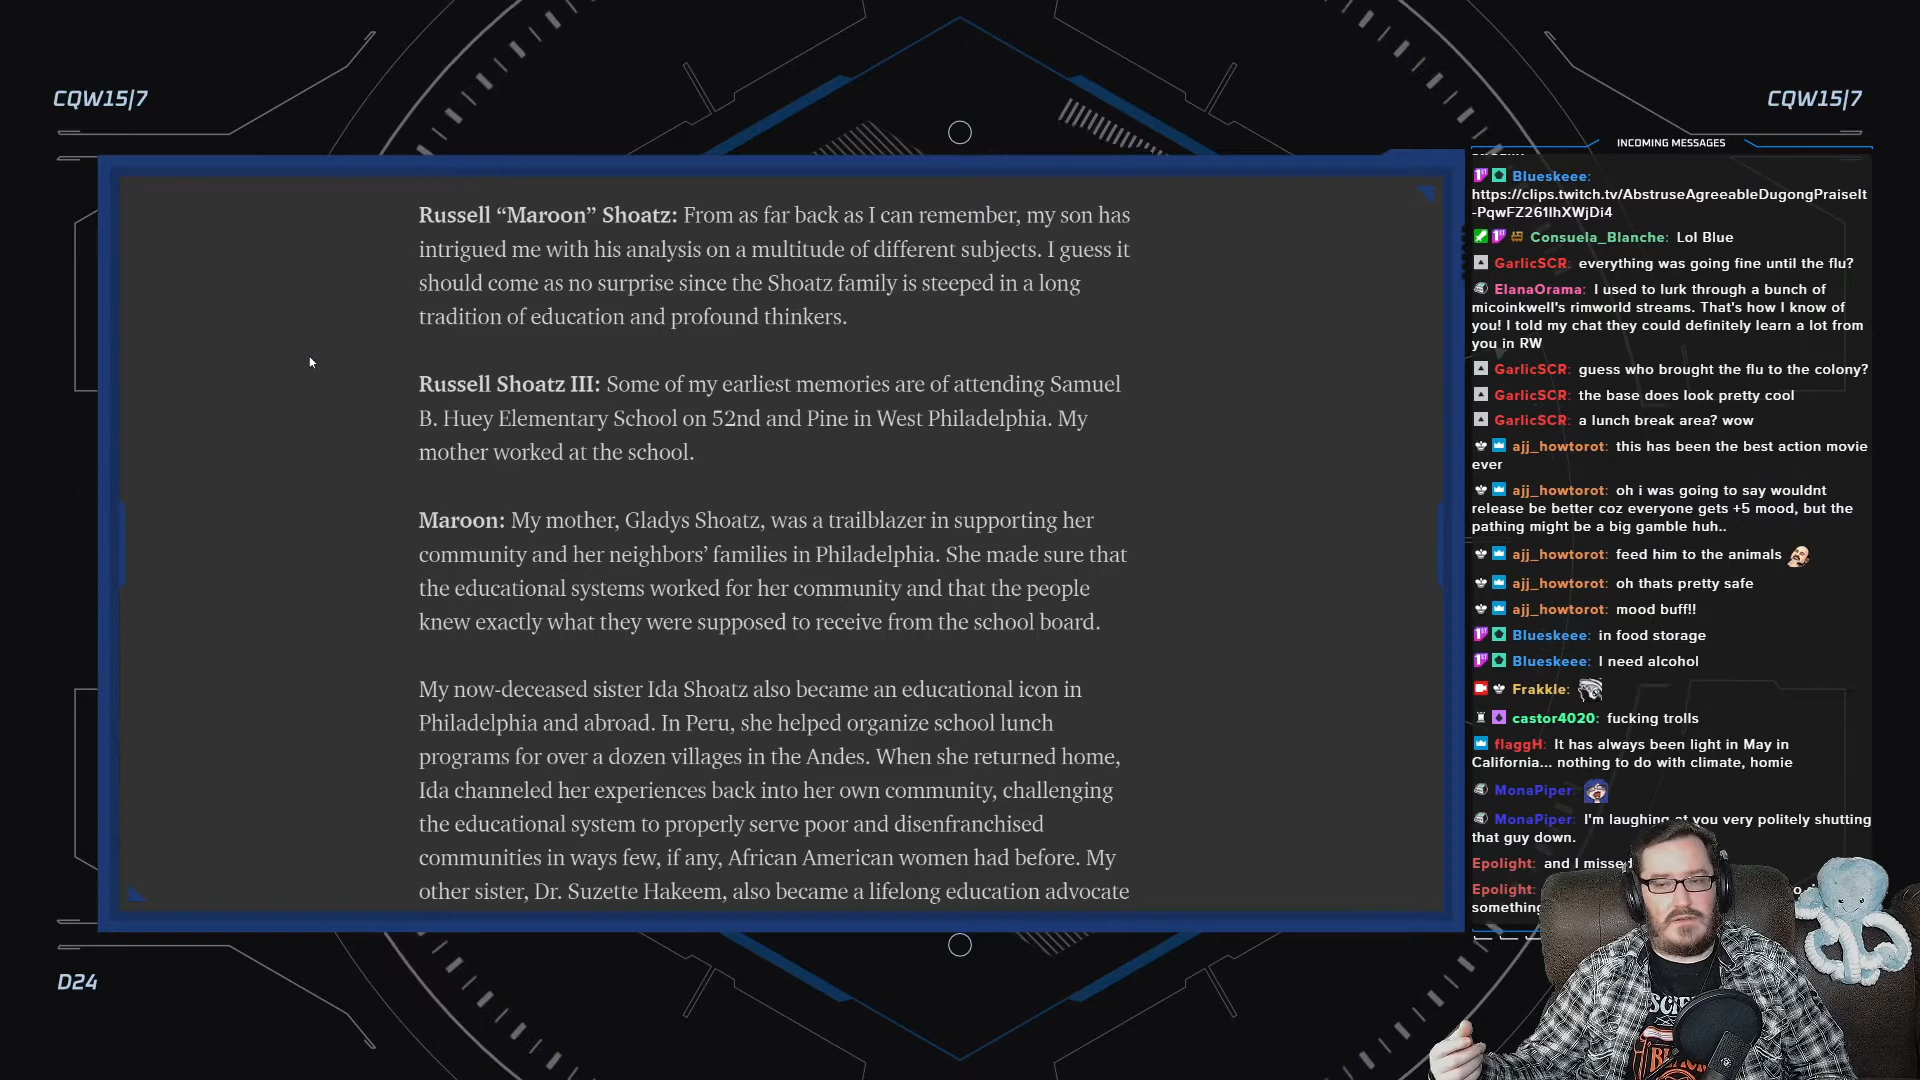 CQW15|7
CQW15|7
INCOMING MESSAGES
Russell “Maroon” Shoatz: From as far back as I can remember, my son has
intrigued me with his analysis on a multitude of different subjects. I guess it
should come as no surprise since the Shoatz family is steeped in a long
tradition of education and profound thinkers.
Russell Shoatz III: Some of my earliest memories are of attending Samuel
B. Huey Elementary School on 52nd and Pine in West Philadelphia. My
mother worked at the school.
Maroon: My mother, Gladys Shoatz, was a trailblazer in supporting her
community and her neighbors’ families in Philadelphia. She made sure that
the educational systems worked for her community and that the people
knew exactly what they were supposed to receive from the school board.
My now-deceased sister Ida Shoatz also became an educational icon in
Philadelphia and abroad. In Peru, she helped organize school lunch
programs for over a dozen villages in the Andes. When she returned home,
Ida channeled her experiences back into her own community, challenging
the educational system to properly serve poor and disenfranchised
communities in ways few, if any, African American women had before. My
other sister, Dr. Suzette Hakeem, also became a lifelong education advocate
Blueskeee:
https://clips.twitch.tv/AbstruseAgreeableDugongPraiseIt
-PqwFZ261IhXWjDi4
Consuela_Blanche: Lol Blue
GarlicSCR: everything was going fine until the flu?
ElanaOrama: I used to lurk through a bunch of
micoinkwell's rimworld streams. That's how I know of
you! I told my chat they could definitely learn a lot from
you in RW
GarlicSCR: guess who brought the flu to the colony?
GarlicSCR: the base does look pretty cool
GarlicSCR: a lunch break area? wow
ajj_howtorot: this has been the best action movie
ever
ajj_howtorot: oh i was going to say wouldnt
release be better coz everyone gets +5 mood, but the
pathing might be a big gamble huh..
ajj_howtorot: feed him to the animals
ajj_howtorot: oh thats pretty safe
ajj_howtorot: mood buff!!
Blueskeee: in food storage
Blueskeee: I need alcohol
Frakkle:
castor4020: fucking trolls
flaggH: It has always been light in May in
California... nothing to do with climate, homie
MonaPiper:
MonaPiper: I'm laughing at you very politely shutting
that guy down.
Epolight: and I missed
Epolight:
something
D24